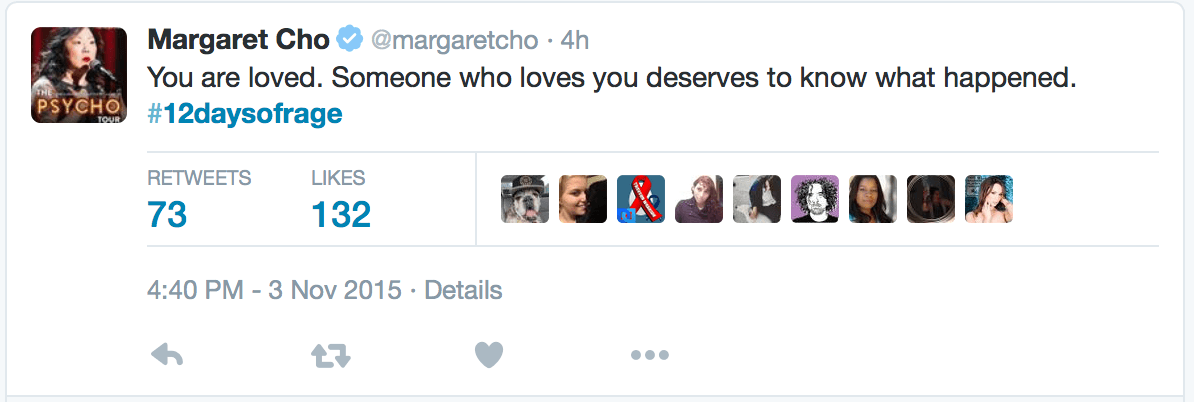 Margaret Cho @margaretcho · 4h
You are loved. Someone who loves you deserves to know what happened.
#12daysofrage
THE
PSYCHO
TOUR
RETWEETS LIKES
73 132
4:40 PM - 3 Nov 2015 · Details